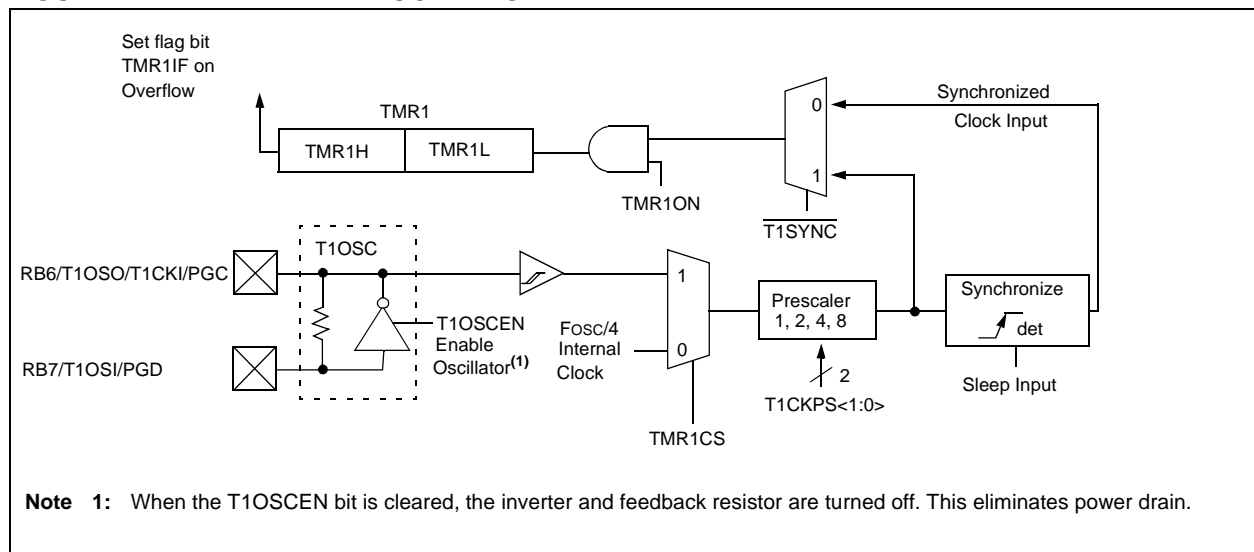 Set flag bit
TMR1IF on
Overflow
TMR1
TMR1H
TMR1L
TMR1ON
0
1
T1SYNC
Synchronized
Clock Input
RB6/T1OSO/T1CKI/PGC
RB7/T1OSI/PGD
T1OSC
T1OSCEN
Enable
Oscillator(1)
FOSC/4
Internal
Clock
1
0
TMR1CS
Prescaler
1, 2, 4, 8
2
T1CKPS<1:0>
Synchronize
det
Sleep Input
Note 1: When the T1OSCEN bit is cleared, the inverter and feedback resistor are turned off. This eliminates power drain.